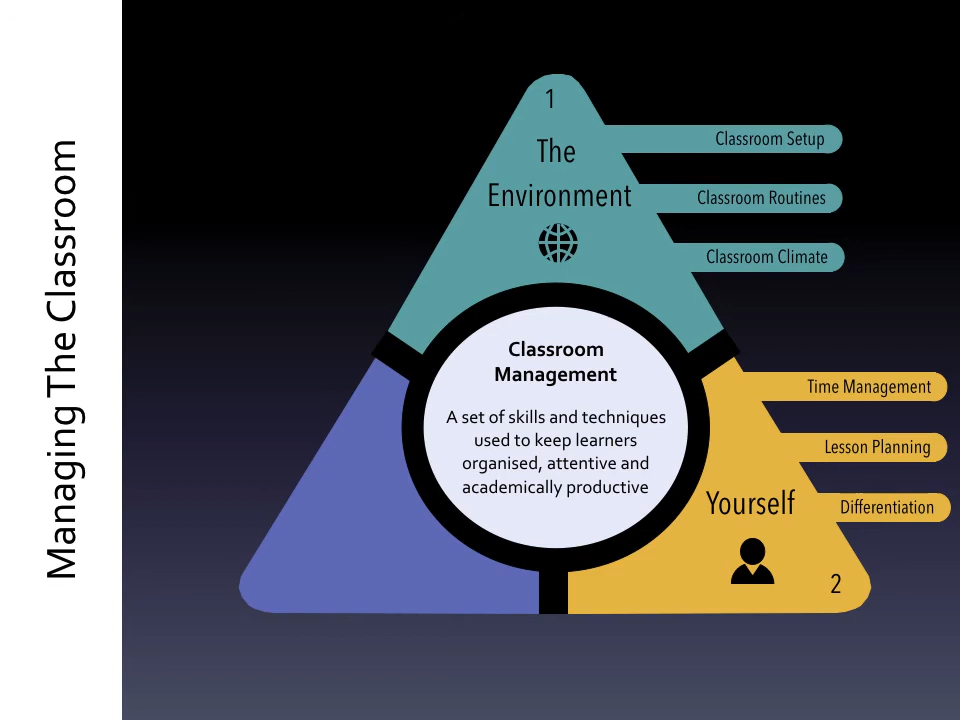 Managing The Classroom
1
The
Environment
Classroom Setup
Classroom Routines
Classroom Climate
Classroom
Management
A set of skills and techniques
used to keep learners
organised, attentive and
academically productive
Time Management
Lesson Planning
Differentiation
Yourself
2